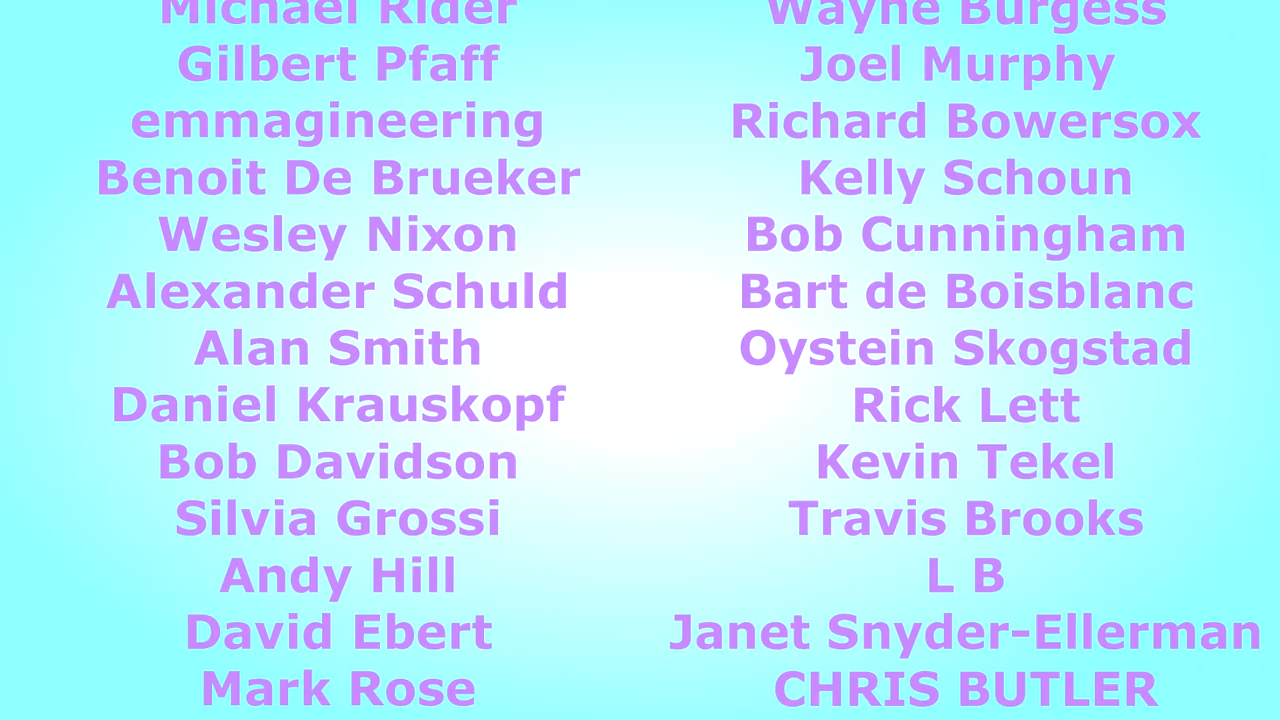 Michael Rider
Wayne Burgess
Gilbert Pfaff
Joel Murphy
emmagineering
Richard Bowersox
Benoit De Brueker
Kelly Schoun
Wesley Nixon
Bob Cunningham
Alexander Schuld
Bart de Boisblanc
Alan Smith
Oystein Skogstad
Daniel Krauskopf
Rick Lett
Bob Davidson
Kevin Tekel
Silvia Grossi
Travis Brooks
Andy Hill
L B
David Ebert
Janet Snyder-Ellerman
Mark Rose
CHRIS BUTLER